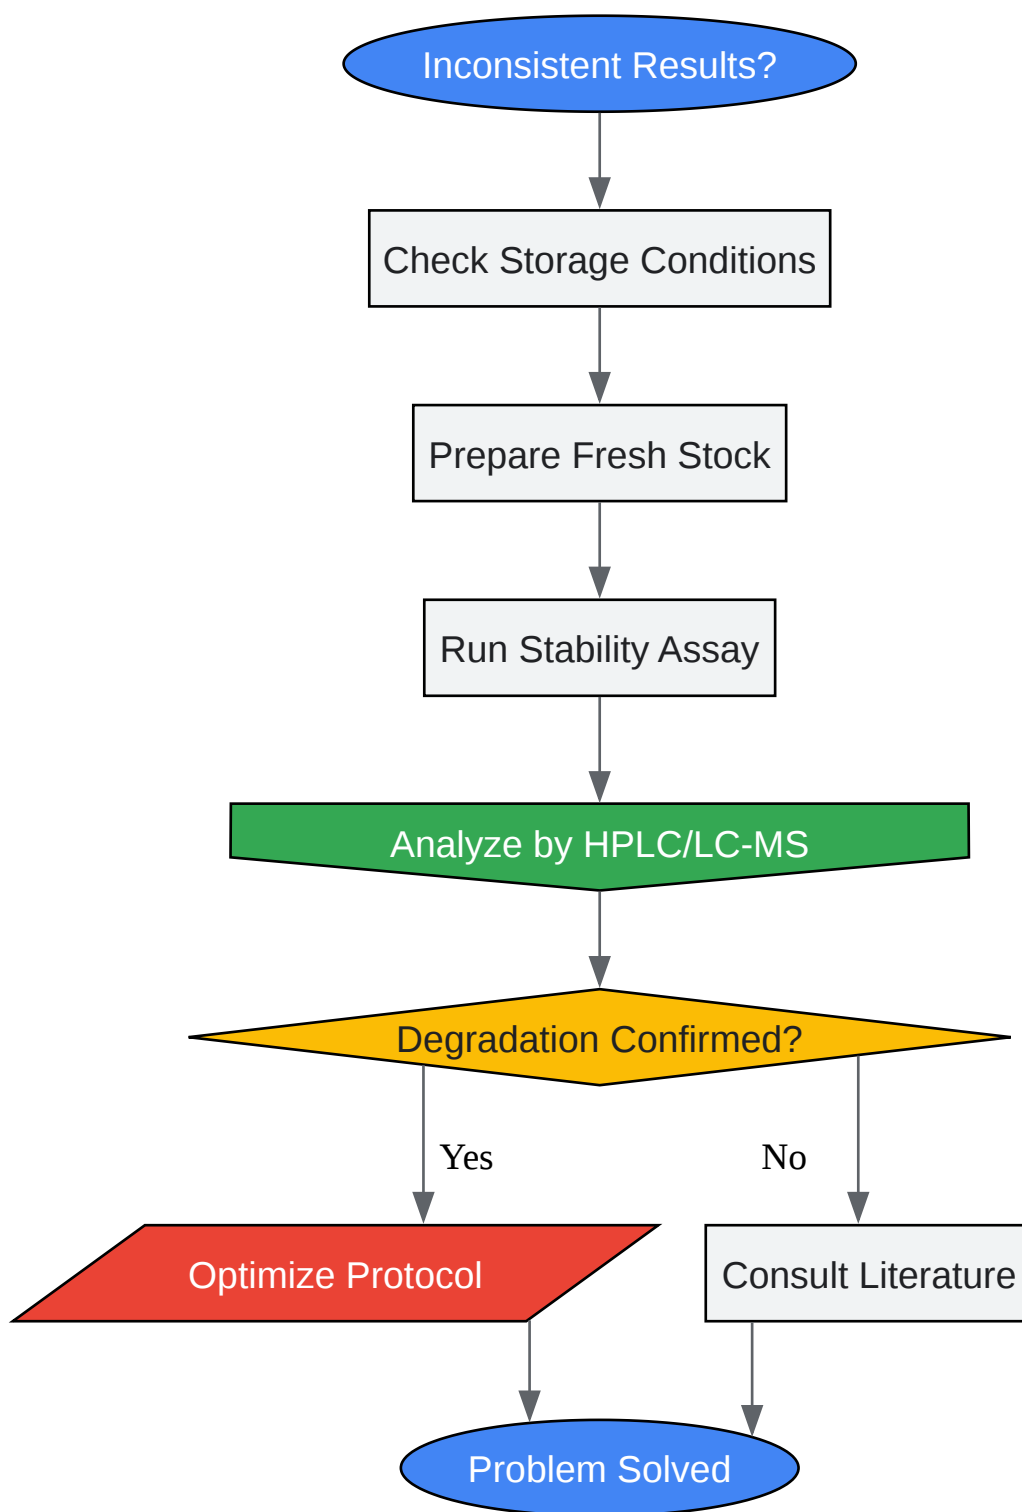 Inconsistent Results?
Check Storage Conditions
Prepare Fresh Stock
Run Stability Assay
Analyze by HPLC/LC-MS
Degradation Confirmed?
Yes
No
Optimize Protocol
Consult Literature
Problem Solved